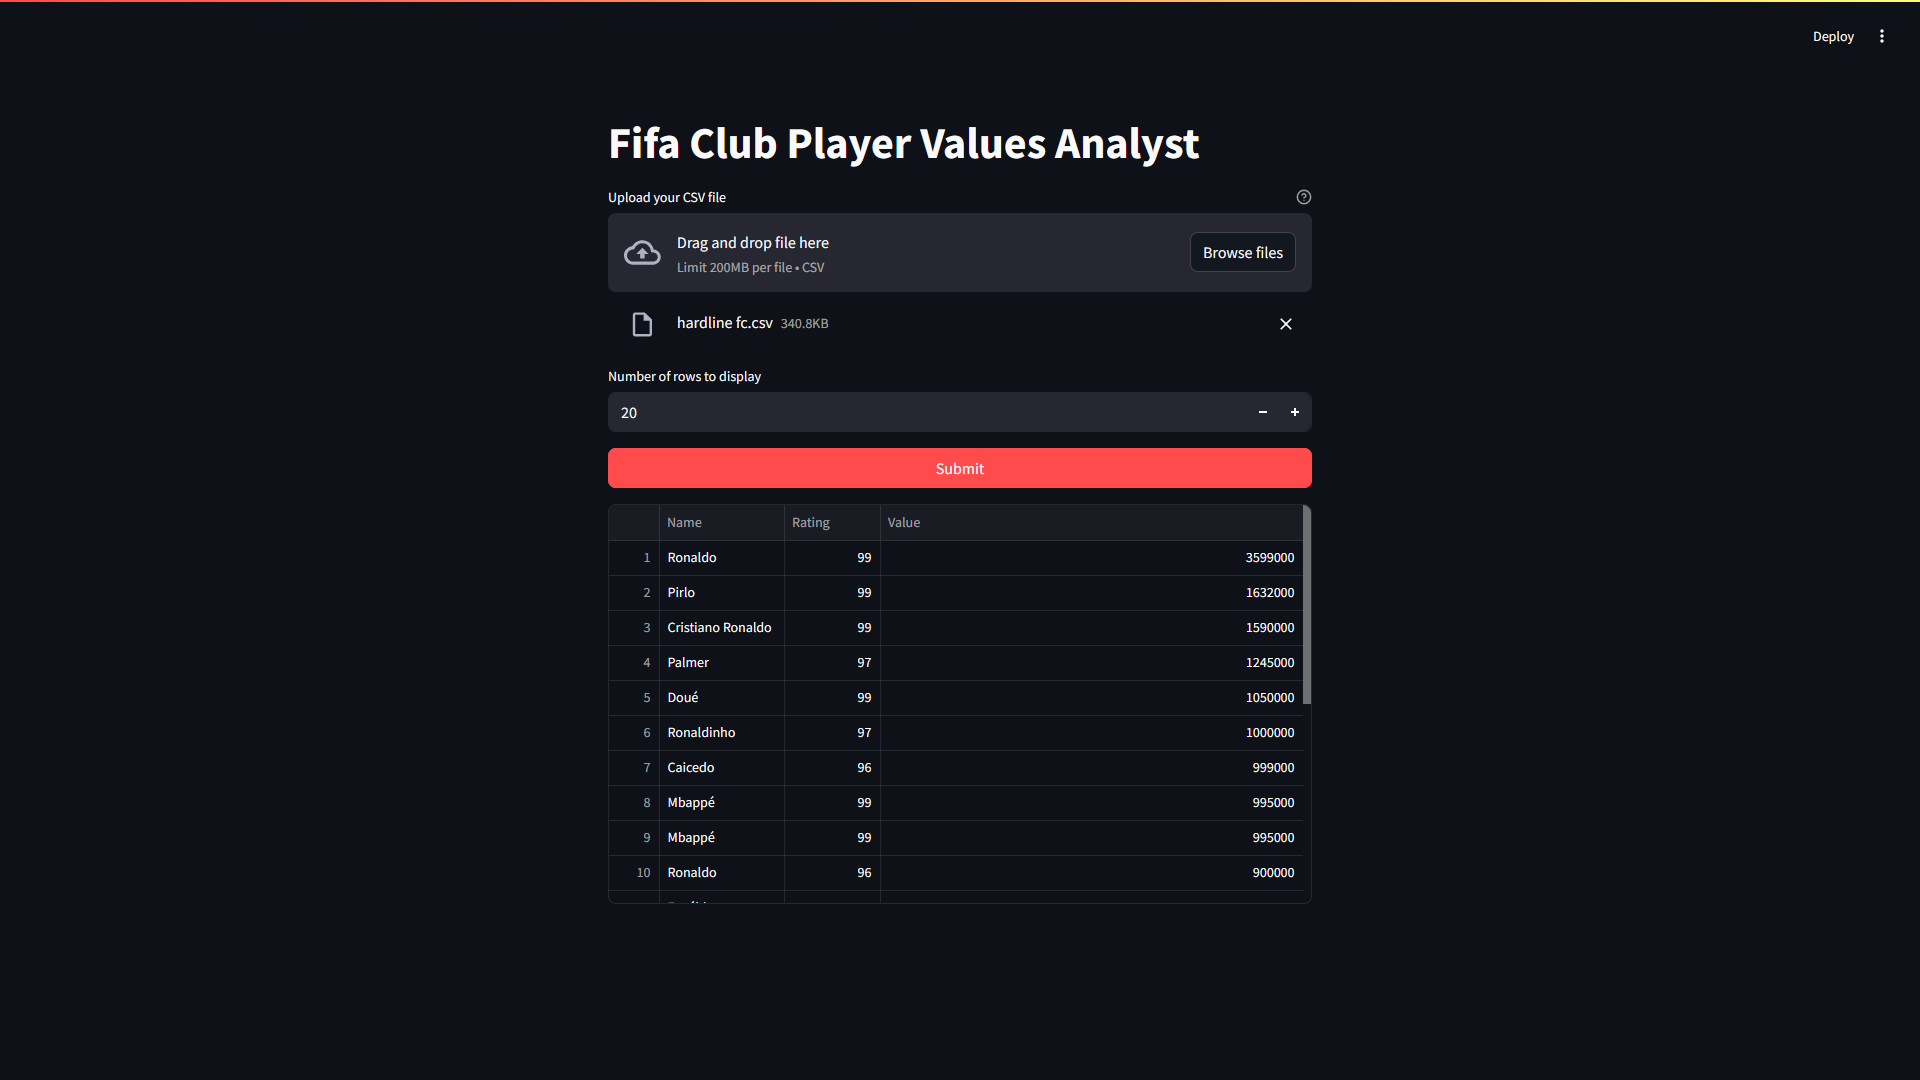 Deploy
Fifa Club Player Values Analyst
Upload your CSV file
Drag and drop file here
Limit 200MB per file • CSV
Browse files
hardline fc.csv 340.8KB
Number of rows to display
20
Submit
Name Rating Value
1 Ronaldo 99 3599000
2 Pirlo 99 1632000
3 Cristiano Ronaldo 99 1590000
4 Palmer 97 1245000
5 Doué 99 1050000
6 Ronaldinho 97 1000000
7 Caicedo 96 999000
8 Mbappé 99 995000
9 Mbappé 99 995000
10 Ronaldo 96 900000